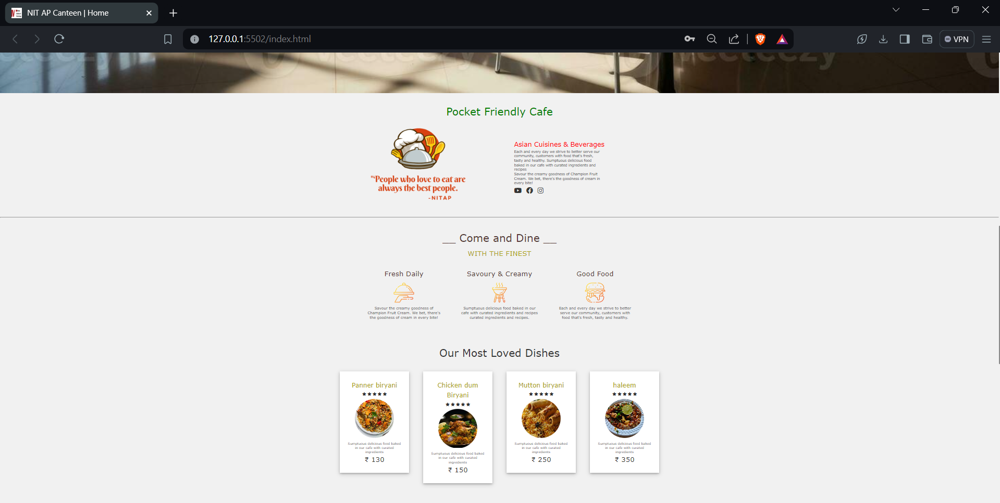 NIT AP Canteen | Home
127.0.0.1:5502/index.html
VPN
Vecteezy
Pocket Friendly Cafe
"“People who love to eat are
always the best people.
-NITAP
Asian Cuisines & Beverages
Each and every day we strive to better serve our
community, customers with food that's fresh,
tasty and healthy. Sumptuous delicious food
baked in our cafe with curated ingredients and
recipes
Savour the creamy goodness of Champion Fruit
Cream. We bet, there's the goodness of cream in
every bite!
__ Come and Dine __
WITH THE FINEST
Fresh Daily
Savour the creamy goodness of
Champion Fruit Cream. We bet, there's
the goodness of cream in every bite!
Savoury & Creamy
Sumptuous delicious food baked in our
cafe with curated ingredients and recipes
curated ingredients and recipes.
Good Food
Each and every day we strive to better
serve our community, customers with
food that's fresh, tasty and healthy.
Our Most Loved Dishes
Panner biryani
Sumptuous delicious food baked
in our cafe with curated
ingredients
₹ 130
Chicken dum
Biryani
Sumptuous delicious food baked
in our cafe with curated
ingredients
₹ 150
Mutton biryani
Sumptuous delicious food baked
in our cafe with curated
ingredients
₹ 250
haleem
Sumptuous delicious food baked
in our cafe with curated
ingredients
₹ 350